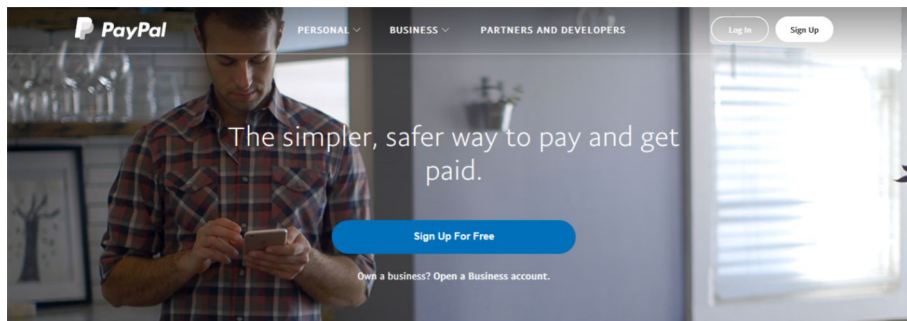 PayPal
PERSONAL
BUSINESS
PARTNERS AND DEVELOPERS
Log In
Sign Up
The simpler, safer way to pay and get
paid.
Sign Up For Free
Own a business? Open a Business account.